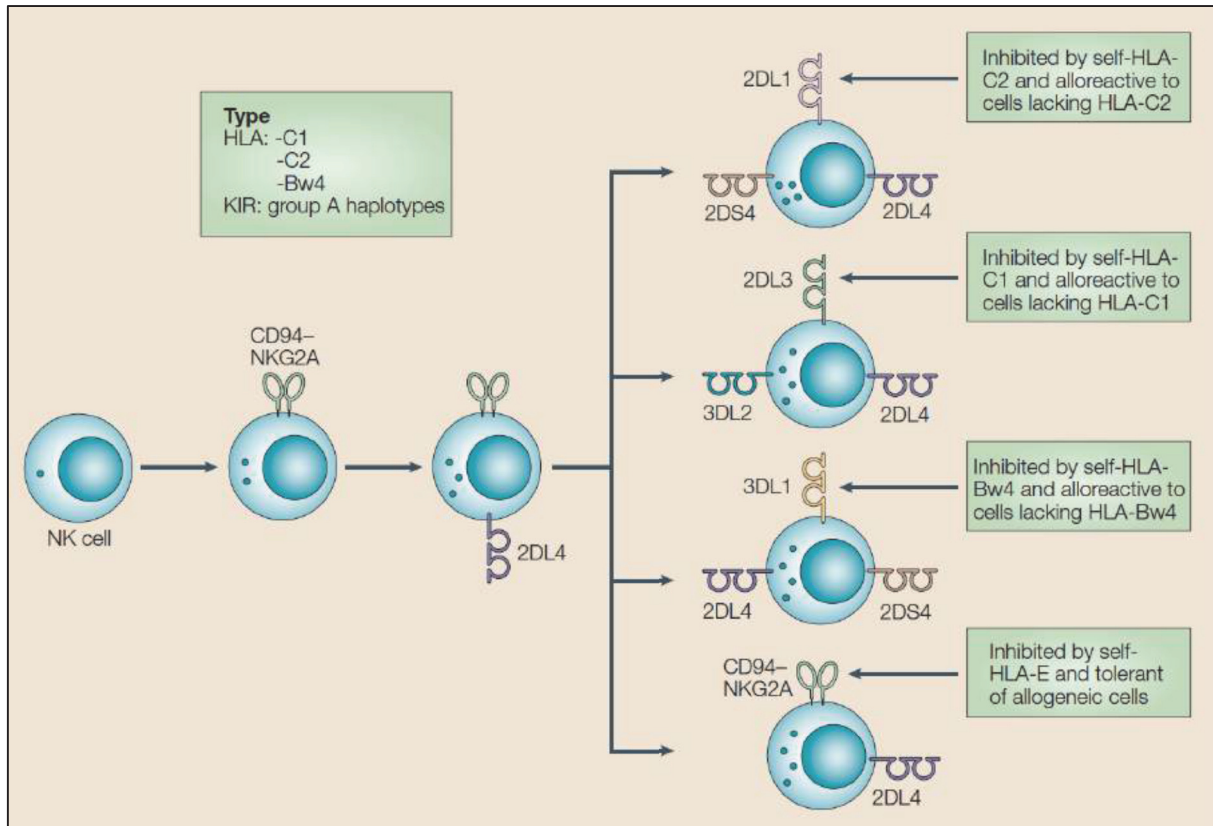 Type
HLA: -C1
-C2
-Bw4
KIR: group A haplotypes
NK cell
CD94–
NKG2A
2DL4
2DL1
2DS4
2DL4
Inhibited by self-HLA-
C2 and alloreactive to
cells lacking HLA-C2
2DL3
3DL2
2DL4
Inhibited by self-HLA-
C1 and alloreactive to
cells lacking HLA-C1
3DL1
2DL4
2DS4
Inhibited by self-HLA-
Bw4 and alloreactive to
cells lacking HLA-Bw4
CD94–
NKG2A
2DL4
Inhibited by self-
HLA-E and tolerant
of allogeneic cells